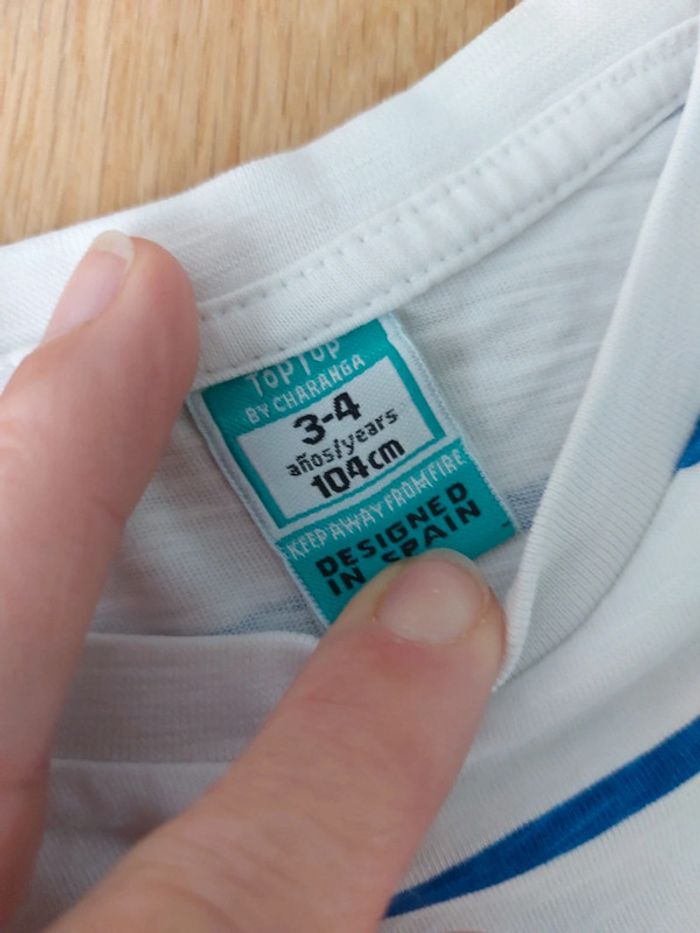 TOPTOP
BY CHARANGA
3-4
años/years
104cm
KEEP AWAY FROM FIRE
DESIGNED
IN SPAIN